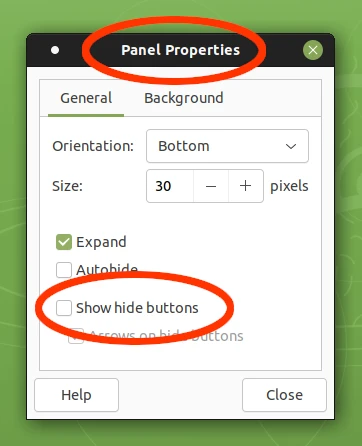 Panel Properties
General Background
Orientation: Bottom
Size: 30 pixels
Expand
Autohide
Show hide buttons
Arrows on hide buttons
Help Close